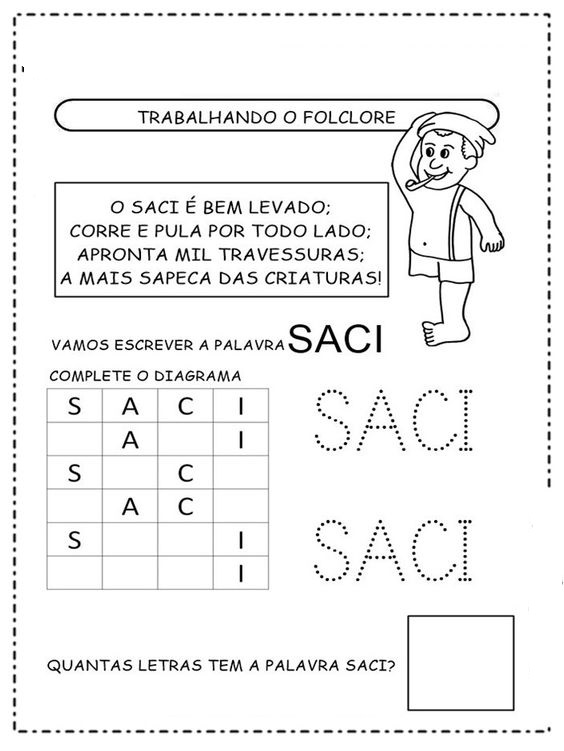 TRABALHANDO O FOLCLORE
O SACI É BEM LEVADO;
CORRE E PULA POR TODO LADO;
APRONTA MIL TRAVESSURAS;
A MAIS SAPECA DAS CRIATURAS!
VAMOS ESCREVER A PALAVRA SACI
COMPLETE O DIAGRAMA
S A C I
A I
S C
A C
S I
I
SACI
SACI
QUANTAS LETRAS TEM A PALAVRA SACI?